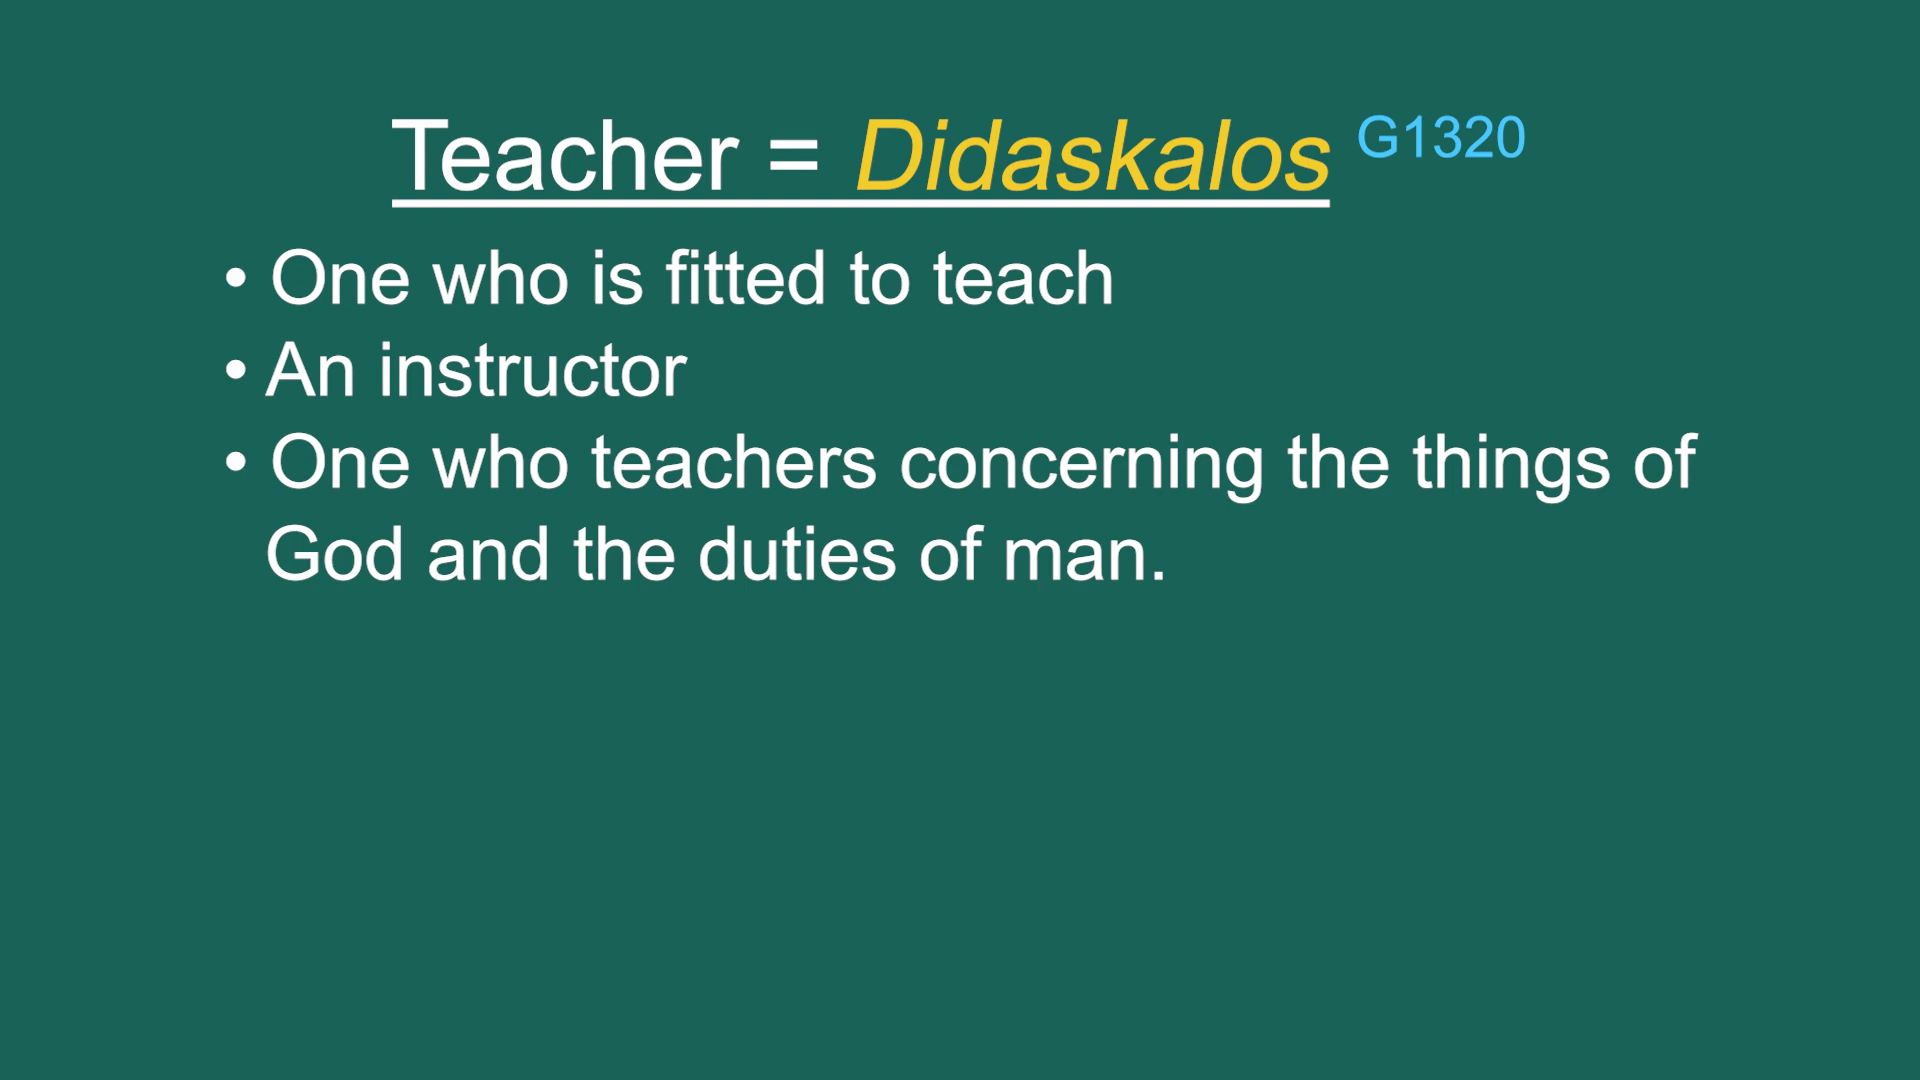 Teacher = Didaskalos G1320
• One who is fitted to teach
• An instructor
• One who teachers concerning the things of
God and the duties of man.